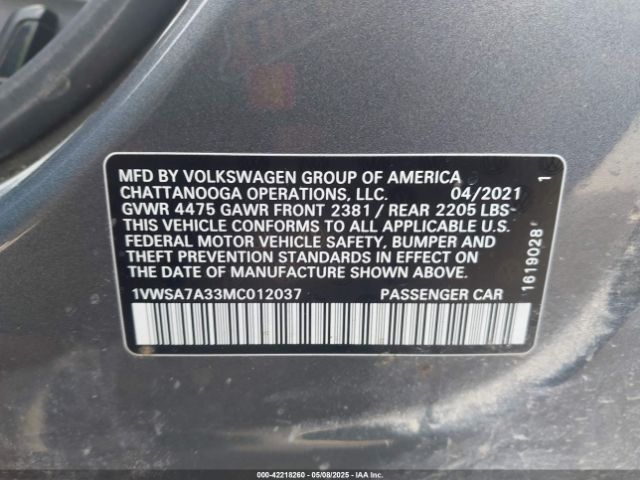 MFD BY VOLKSWAGEN GROUP OF AMERICA
CHATTANOOGA OPERATIONS, LLC. 04/2021
GVWR 4475 GAWR FRONT 2381 / REAR 2205 LBS
THIS VEHICLE CONFORMS TO ALL APPLICABLE U.S.
FEDERAL MOTOR VEHICLE SAFETY, BUMPER AND
THEFT PREVENTION STANDARDS IN EFFECT ON
THE DATE OF MANUFACTURE SHOWN ABOVE.
1VWSA7A33MC012037 PASSENGER CAR
1619028 1
000-42218260 - 05/08/2025 - IAA Inc.